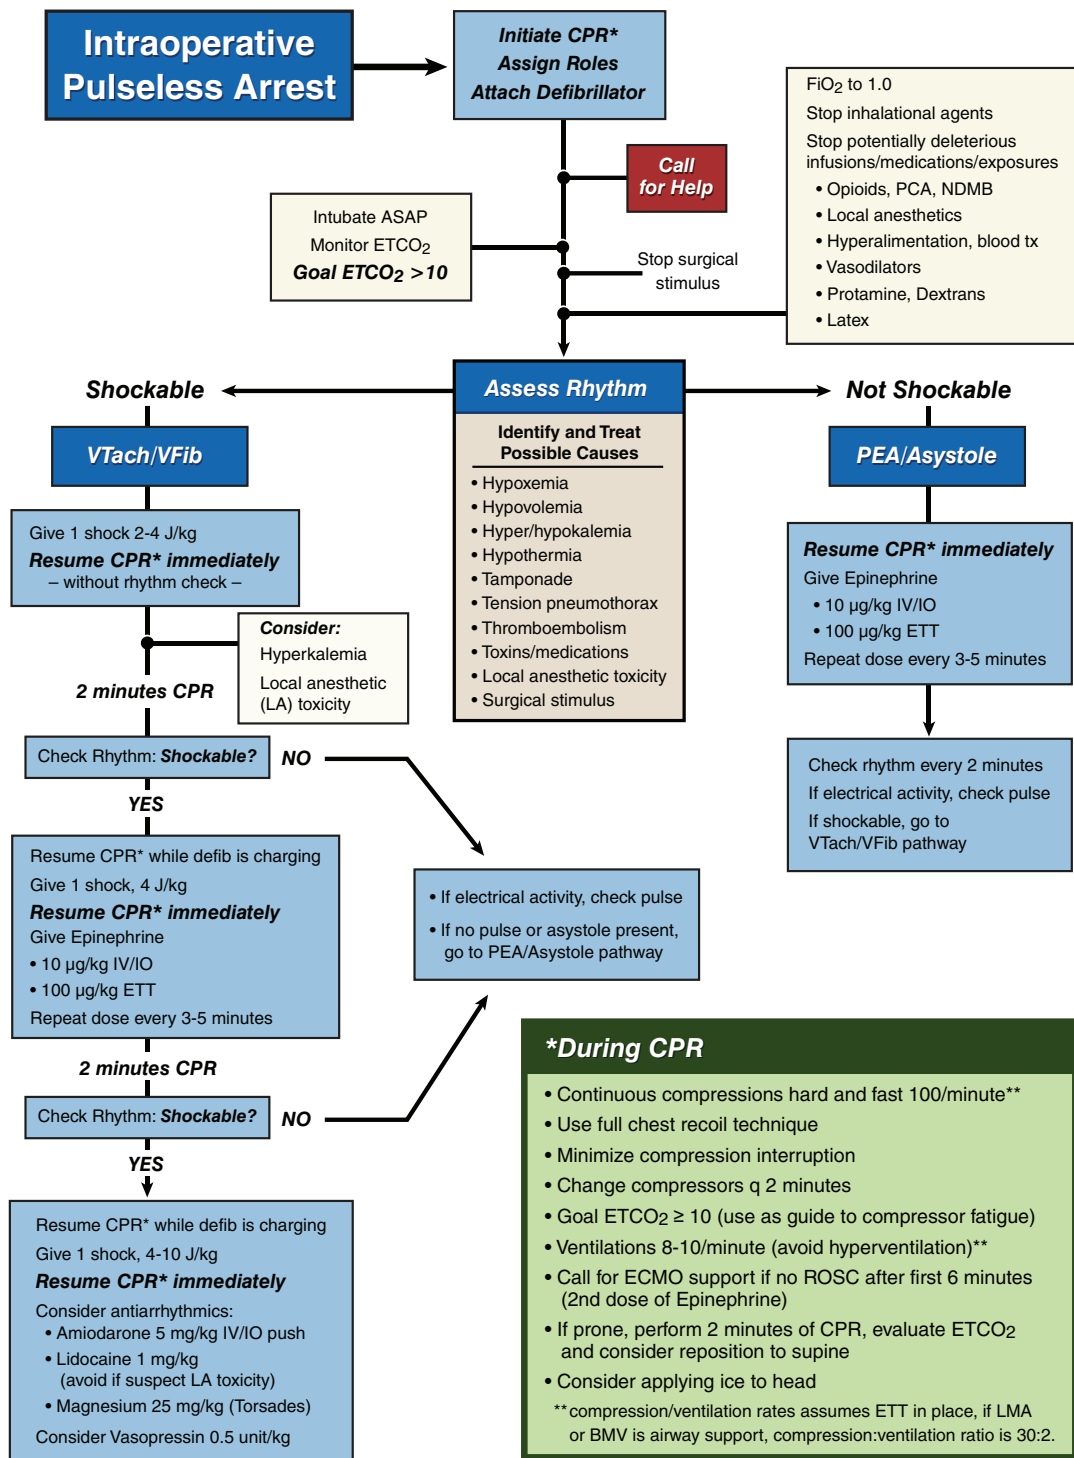 Intraoperative
Pulseless Arrest
Initiate CPR*
Assign Roles
Attach Defibrillator
FiO2 to 1.0
Stop inhalational agents
Stop potentially deleterious
infusions/medications/exposures
• Opioids, PCA, NDMB
• Local anesthetics
• Hyperalimentation, blood tx
• Vasodilators
• Protamine, Dextrans
• Latex
Call
for Help
Intubate ASAP
Monitor ETCO2
Goal ETCO2 >10
Stop surgical
stimulus
Shockable
Assess Rhythm
Not Shockable
Identify and Treat
Possible Causes
• Hypoxemia
• Hypovolemia
• Hyper/hypokalemia
• Hypothermia
• Tamponade
• Tension pneumothorax
• Thromboembolism
• Toxins/medications
• Local anesthetic toxicity
• Surgical stimulus
VTach/VFib
Give 1 shock 2-4 J/kg
Resume CPR* immediately
– without rhythm check –
Consider:
Hyperkalemia
Local anesthetic
(LA) toxicity
2 minutes CPR
Check Rhythm: Shockable?
NO
YES
Resume CPR* while defib is charging
Give 1 shock, 4 J/kg
Resume CPR* immediately
Give Epinephrine
• 10 µg/kg IV/IO
• 100 µg/kg ETT
Repeat dose every 3-5 minutes
2 minutes CPR
Check Rhythm: Shockable?
NO
YES
Resume CPR* while defib is charging
Give 1 shock, 4-10 J/kg
Resume CPR* immediately
Consider antiarrhythmics:
• Amiodarone 5 mg/kg IV/IO push
• Lidocaine 1 mg/kg
(avoid if suspect LA toxicity)
• Magnesium 25 mg/kg (Torsades)
Consider Vasopressin 0.5 unit/kg
• If electrical activity, check pulse
• If no pulse or asystole present,
go to PEA/Asystole pathway
PEA/Asystole
Resume CPR* immediately
Give Epinephrine
• 10 µg/kg IV/IO
• 100 µg/kg ETT
Repeat dose every 3-5 minutes
Check rhythm every 2 minutes
If electrical activity, check pulse
If shockable, go to
VTach/VFib pathway
*During CPR
• Continuous compressions hard and fast 100/minute**
• Use full chest recoil technique
• Minimize compression interruption
• Change compressors q 2 minutes
• Goal ETCO2 ≥ 10 (use as guide to compressor fatigue)
• Ventilations 8-10/minute (avoid hyperventilation)**
• Call for ECMO support if no ROSC after first 6 minutes
(2nd dose of Epinephrine)
• If prone, perform 2 minutes of CPR, evaluate ETCO2
and consider reposition to supine
• Consider applying ice to head
**compression/ventilation rates assumes ETT in place, if LMA
or BMV is airway support, compression:ventilation ratio is 30:2.